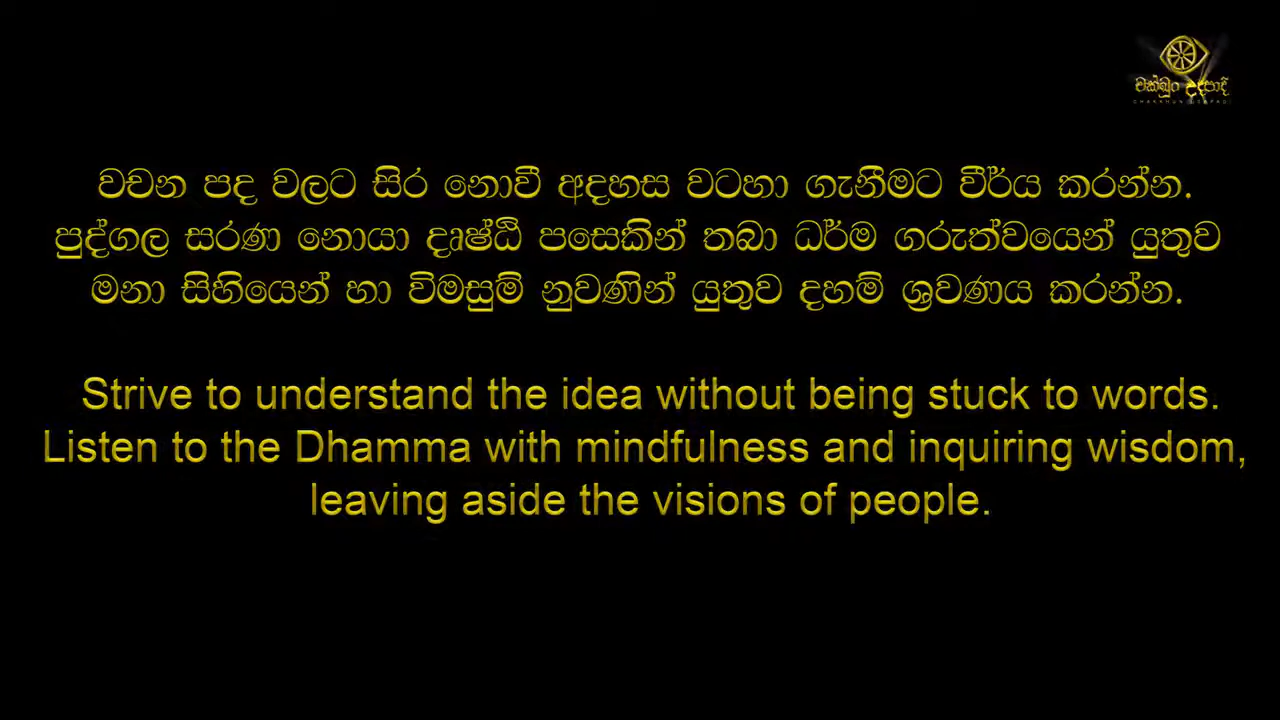 චක්ඛුං උදපාදි
වචන පද වලට සිර නොවී අදහස වටහා ගැනීමට වීර්ය කරන්න.
පුද්ගල සරණ නොයා දෘෂ්ඨි පසෙකින් තබා ධර්ම ගරුත්වයෙන් යුතුව
මනා සිහියෙන් හා විමසුම් නුවණින් යුතුව දහම් ශ්‍රවණය කරන්න.
Strive to understand the idea without being stuck to words.
Listen to the Dhamma with mindfulness and inquiring wisdom,
leaving aside the visions of people.